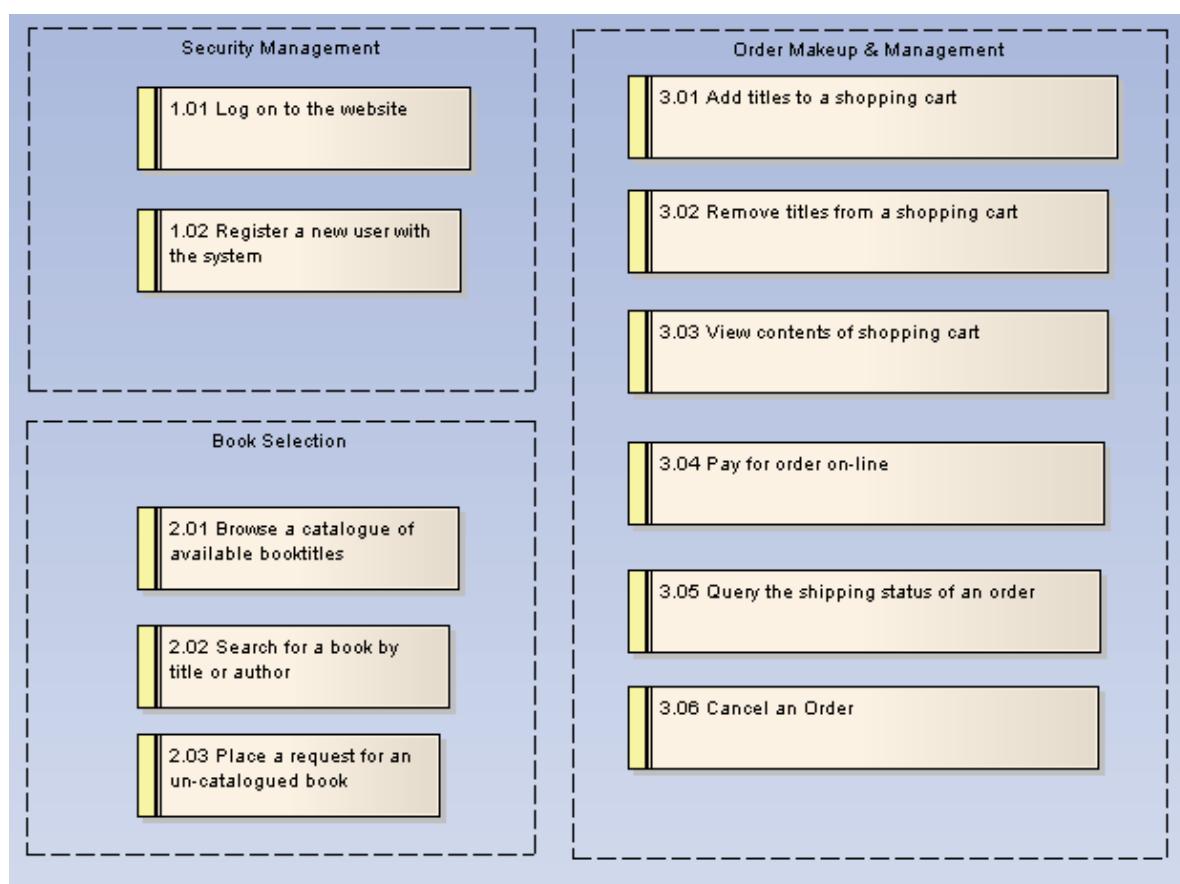 Security Management
1.01 Log on to the website
1.02 Register a new user with
the system
Book Selection
2.01 Browse a catalogue of
available booktitles
2.02 Search for a book by
title or author
2.03 Place a request for an
un-catalogued book
Order Makeup & Management
3.01 Add titles to a shopping cart
3.02 Remove titles from a shopping cart
3.03 View contents of shopping cart
3.04 Pay for order on-line
3.05 Query the shipping status of an order
3.06 Cancel an Order